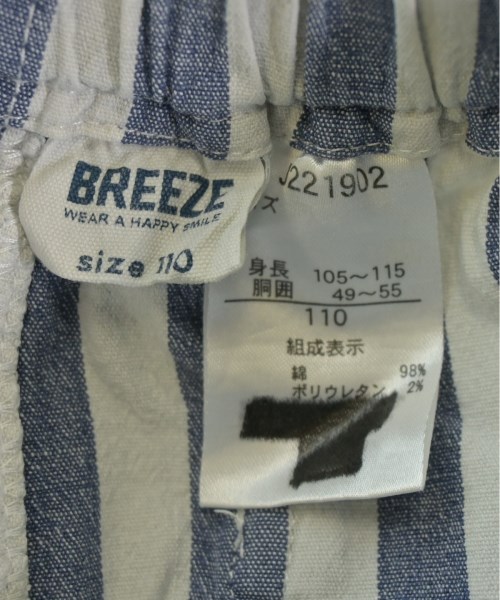 BREEZE
WEAR A HAPPY SMILE
size 110
J221902
ズ
身長 105～115
胴囲 49～55
110
組成表示
綿 98%
ポリウレタン 2%